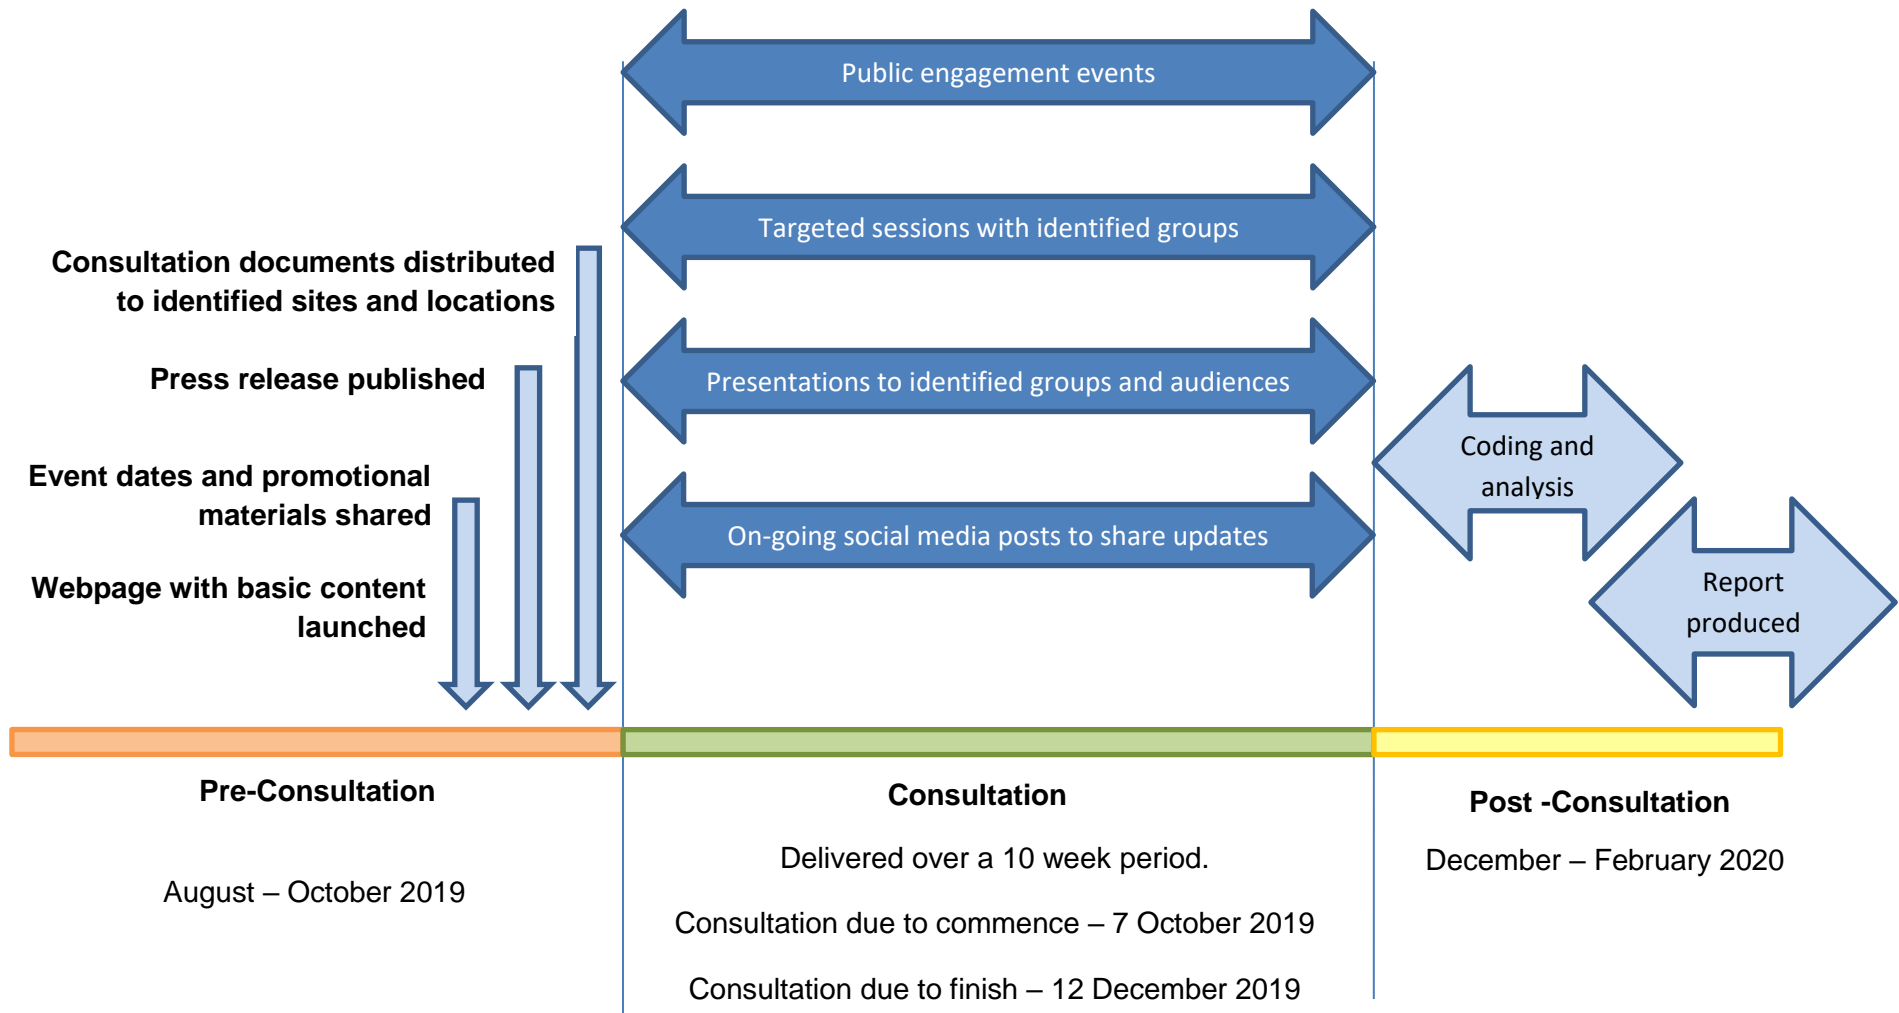 Public engagement events
Targeted sessions with identified groups
Consultation documents distributed
to identified sites and locations
Press release published
Presentations to identified groups and audiences
Event dates and promotional
materials shared
On-going social media posts to share updates
Webpage with basic content
launched
Coding and
analysis
Report
produced
Pre-Consultation
August – October 2019
Consultation
Delivered over a 10 week period.
Consultation due to commence – 7 October 2019
Consultation due to finish – 12 December 2019
Post -Consultation
December – February 2020